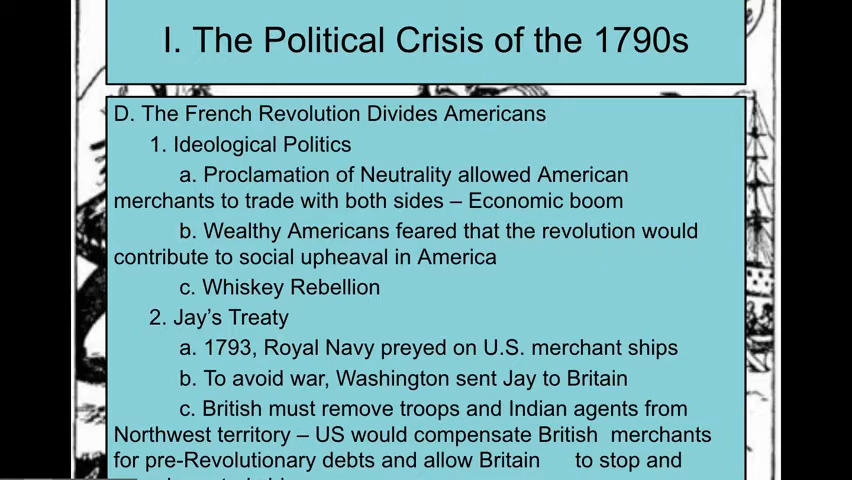 I. The Political Crisis of the 1790s
D. The French Revolution Divides Americans
1. Ideological Politics
a. Proclamation of Neutrality allowed American
merchants to trade with both sides – Economic boom
b. Wealthy Americans feared that the revolution would
contribute to social upheaval in America
c. Whiskey Rebellion
2. Jay's Treaty
a. 1793, Royal Navy preyed on U.S. merchant ships
b. To avoid war, Washington sent Jay to Britain
c. British must remove troops and Indian agents from
Northwest territory – US would compensate British merchants
for pre-Revolutionary debts and allow Britain to stop and